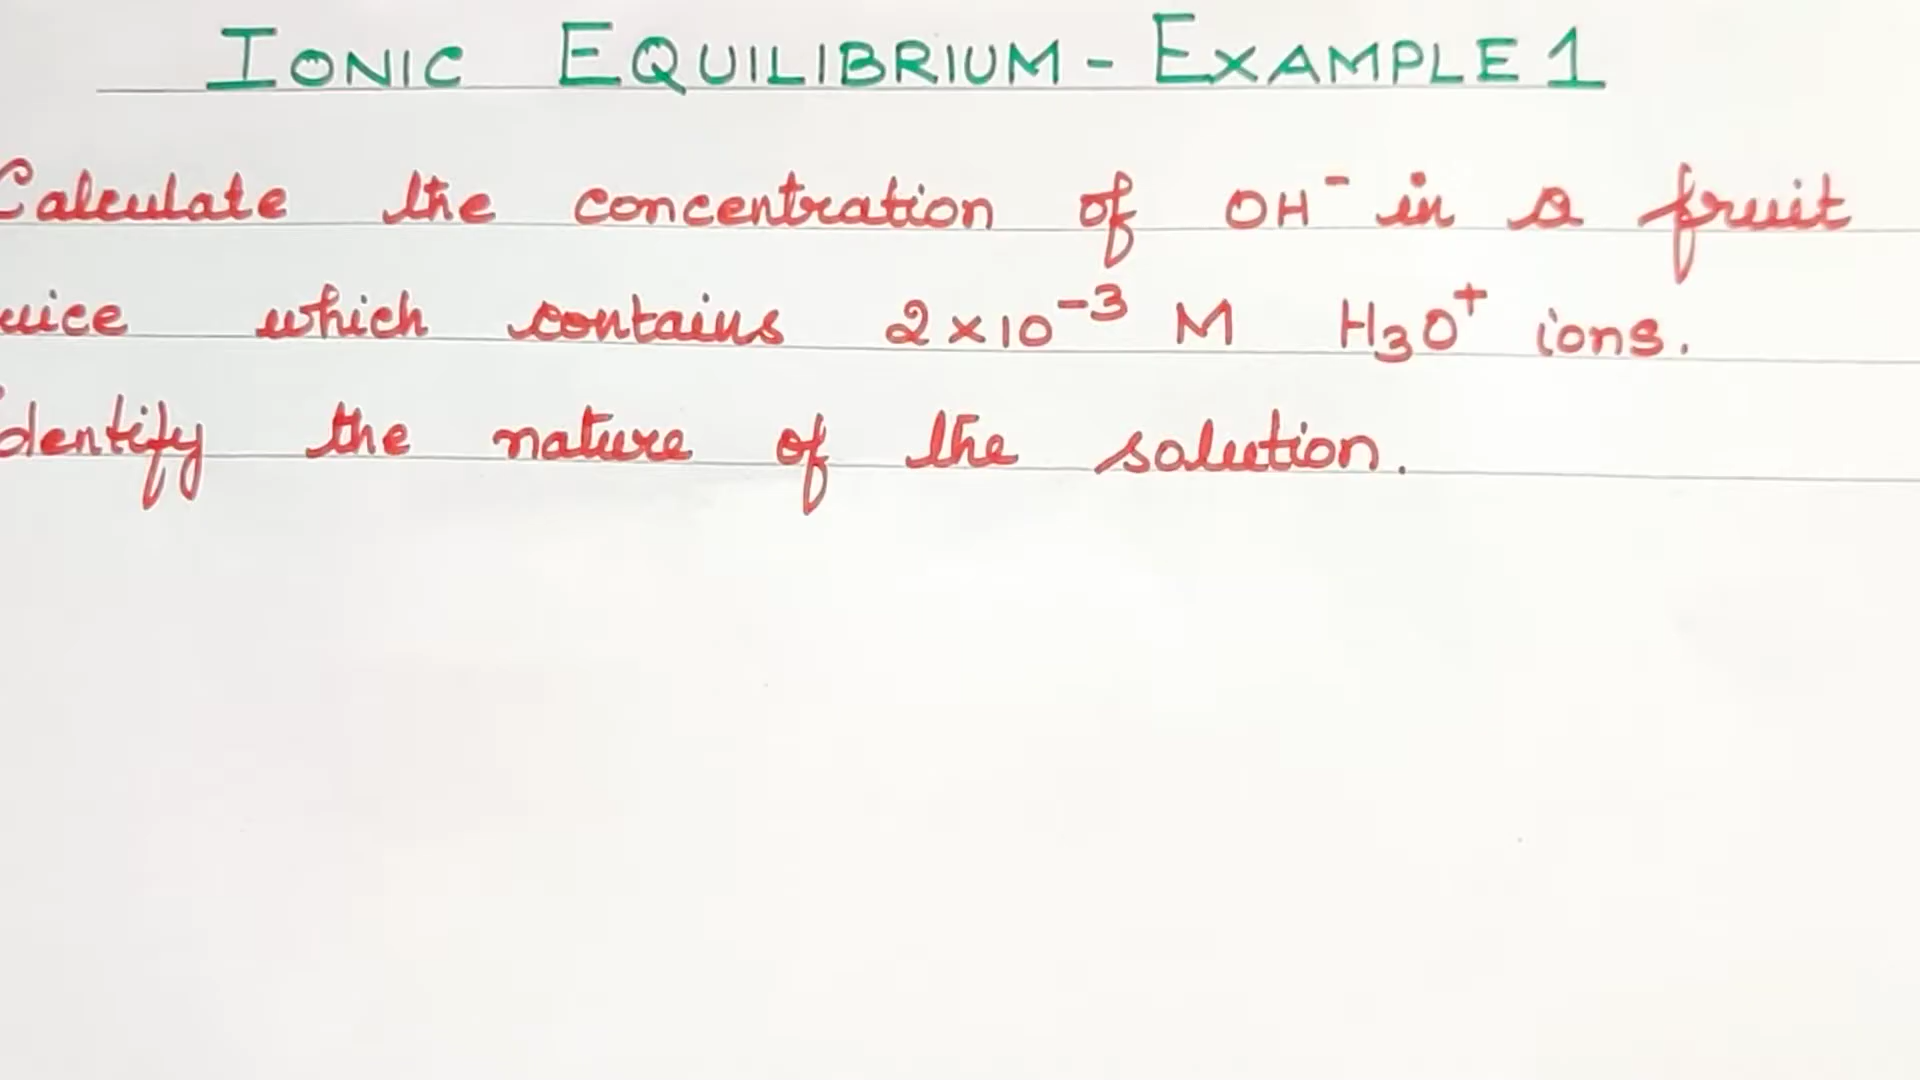 IONIC EQUILIBRIUM - EXAMPLE 1
Calculate the concentration of OH⁻ in a fruit
uice which contains 2×10⁻³ M H₃O⁺ ions.
dentify the nature of the solution.